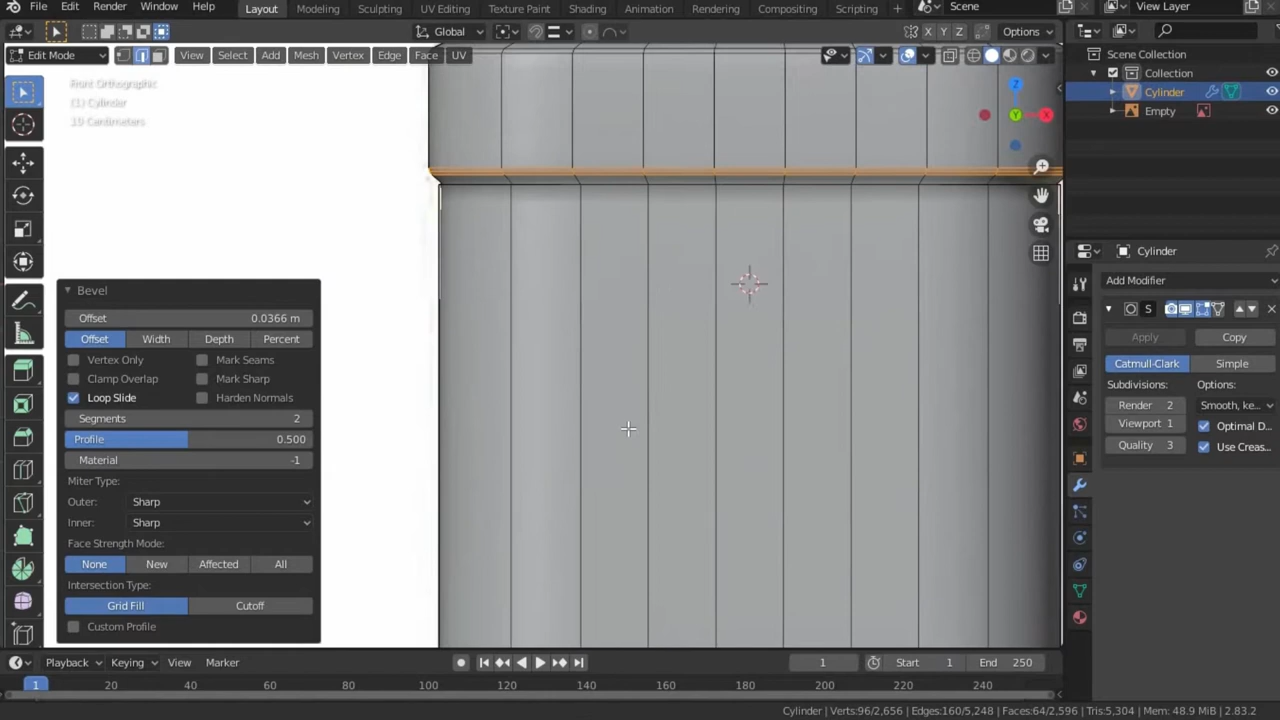 File Edit Render Window Help Layout Modeling Sculpting UV Editing Texture Paint Shading Animation Rendering Compositing Scripting Scene View Layer
Global X Y Z Options
Edit Mode View Select Add Mesh Vertex Edge Face UV
Scene Collection
Collection
Cylinder
Empty
Front Orthographic
(1) Cylinder
10 Centimeters
Z
Y
X
Bevel
Offset 0.0366 m
Offset Width Depth Percent
Vertex Only Mark Seams
Clamp Overlap Mark Sharp
Loop Slide Harden Normals
Segments 2
Profile 0.500
Material -1
Miter Type:
Outer: Sharp
Inner: Sharp
Face Strength Mode:
None New Affected All
Intersection Type:
Grid Fill Cutoff
Custom Profile
Cylinder
Add Modifier
S
Apply Copy
Catmull-Clark Simple
Subdivisions: Options:
Render 2 Smooth, ke...
Viewport 1 Optimal D...
Quality 3 Use Creas...
Playback Keying View Marker 1 Start 1 End 250
1 20 40 60 80 100 120 140 160 180 200 220 240
Cylinder | Verts:96/2,656 | Edges:160/5,248 | Faces:64/2,596 | Tris:5,304 | Mem: 48.9 MiB | 2.83.2